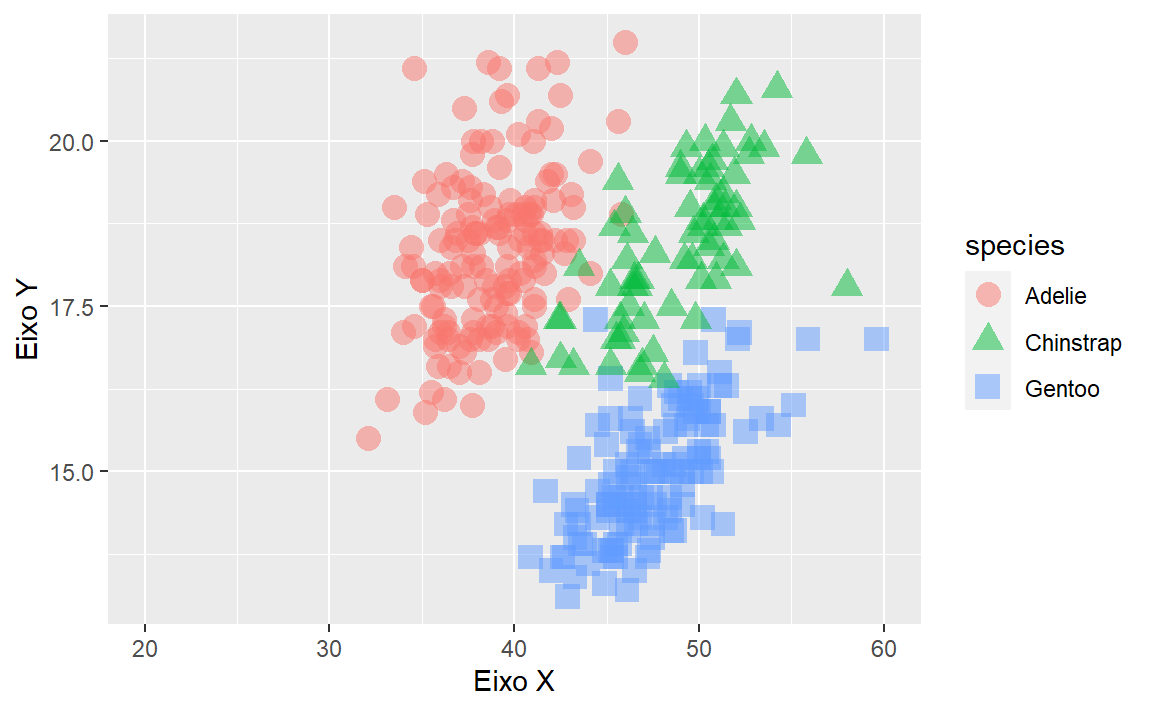 20.0
17.5
15.0
Eixo Y
20
30
40
50
60
Eixo X
species
Adelie
Chinstrap
Gentoo